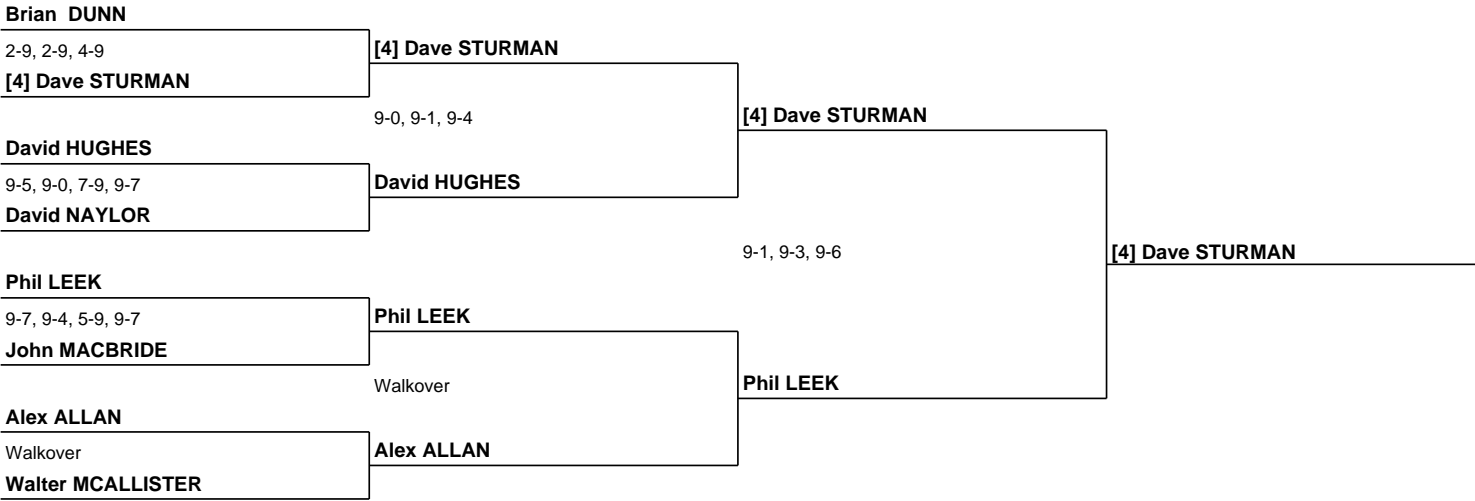 Brian  DUNN
2-9, 2-9, 4-9
[4] Dave STURMAN
[4] Dave STURMAN
9-0, 9-1, 9-4
[4] Dave STURMAN
David HUGHES
9-5, 9-0, 7-9, 9-7
David HUGHES
David NAYLOR
9-1, 9-3, 9-6
[4] Dave STURMAN
Phil LEEK
9-7, 9-4, 5-9, 9-7
Phil LEEK
John MACBRIDE
Walkover
Phil LEEK
Alex ALLAN
Walkover
Alex ALLAN
Walter MCALLISTER